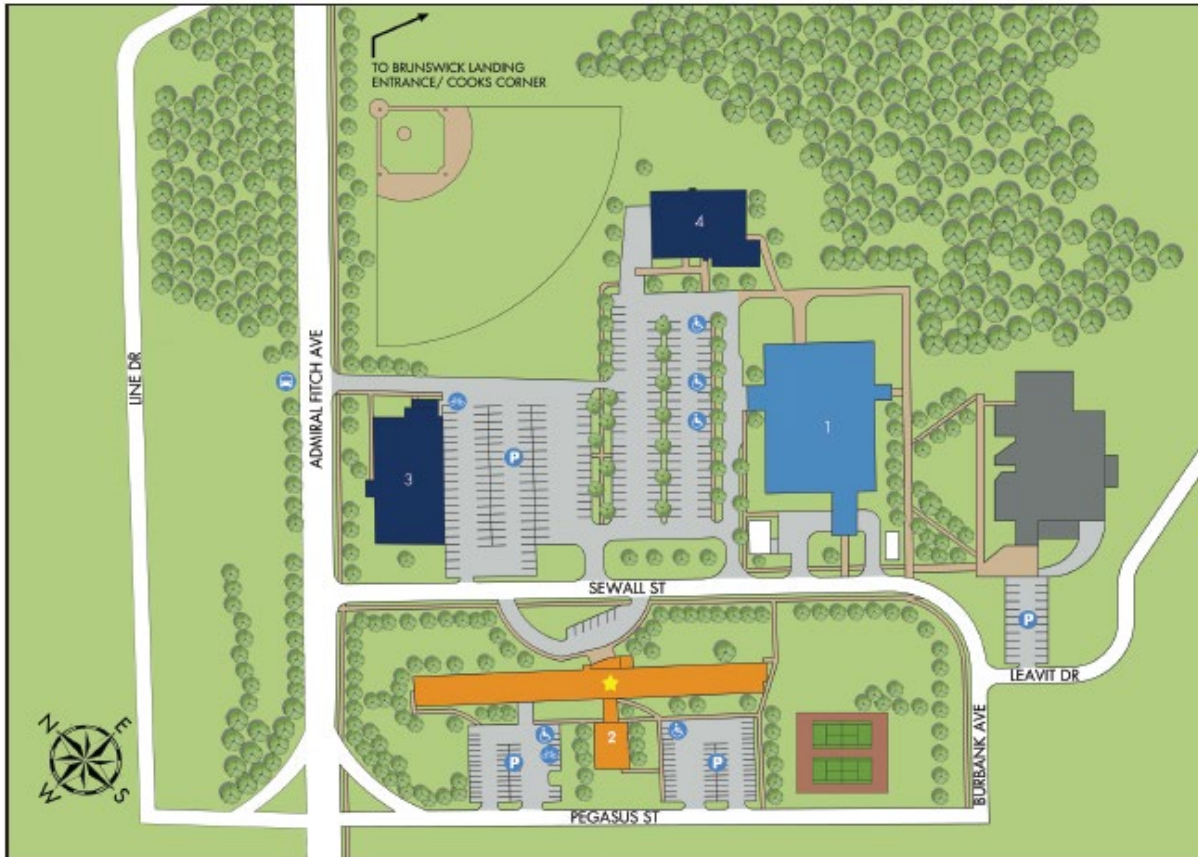 TO BRUNSWICK LANDING
ENTRANCE/ COOKS CORNER
4
LINE DR
ADMIRAL FITCH AVE
1
3
P
SEWALL ST
P
LEAVIT DR
2
P
P
BURBANK AVE
PEGASUS ST
N
E
W
S